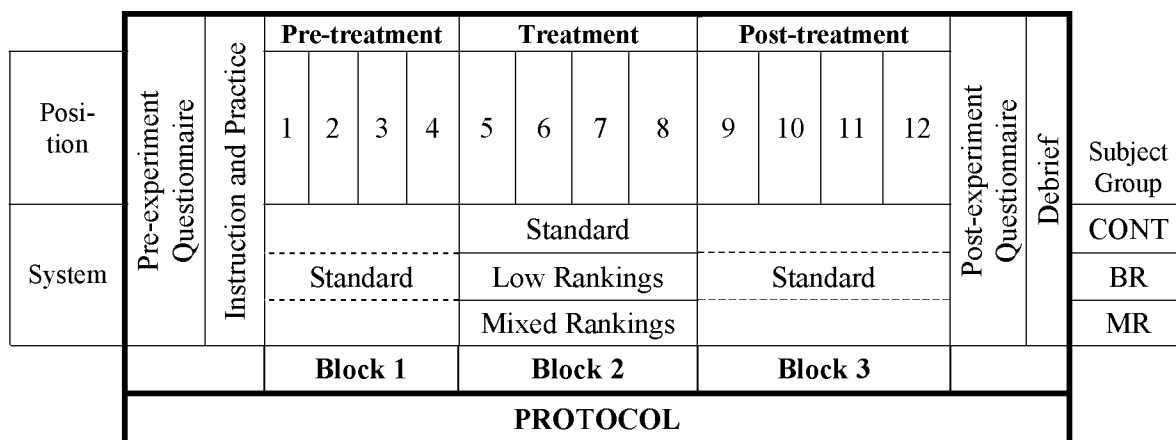 Pre-treatment Treatment Post-treatment
Posi-
tion
Pre-experiment
Questionnaire
Instruction and Practice
1 2 3 4 5 6 7 8 9 10 11 12
Post-experiment
Questionnaire
Debrief
Subject
Group
System
Standard
CONT
Standard Low Rankings Standard
BR
Mixed Rankings
MR
Block 1 Block 2 Block 3
PROTOCOL